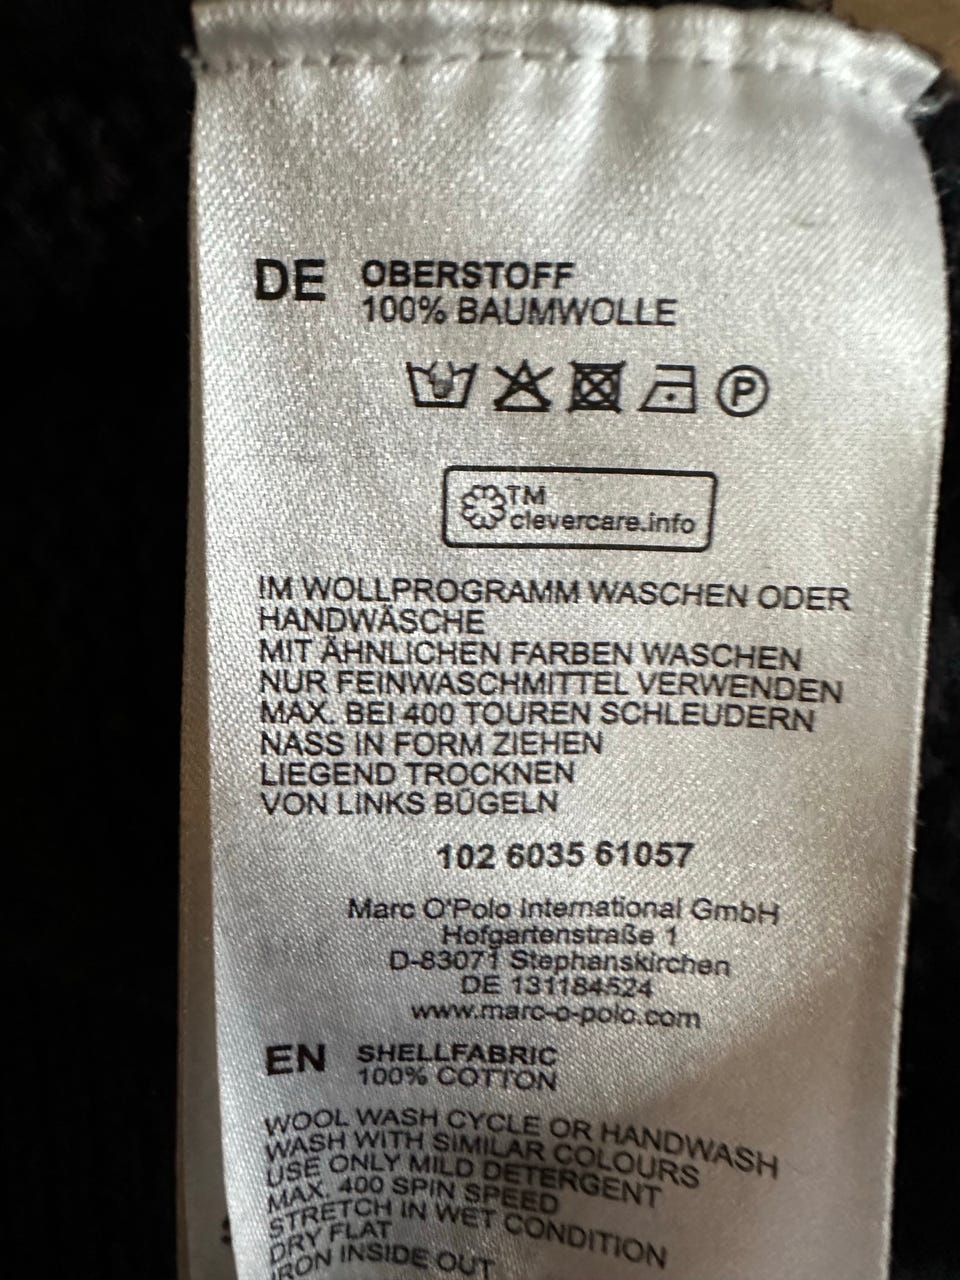 DE OBERSTOFF
100% BAUMWOLLE
P
TM
clevercare.info
IM WOLLPROGRAMM WASCHEN ODER
HANDWÄSCHE
MIT ÄHNLICHEN FARBEN WASCHEN
NUR FEINWASCHMITTEL VERWENDEN
MAX. BEI 400 TOUREN SCHLEUDERN
NASS IN FORM ZIEHEN
LIEGEND TROCKNEN
VON LINKS BÜGELN
102 6035 61057
Marc O'Polo International GmbH
Hofgartenstraße 1
D-83071 Stephanskirchen
DE 131184524
www.marc-o-polo.com
EN SHELLFABRIC
100% COTTON
WOOL WASH CYCLE OR HANDWASH
WASH WITH SIMILAR COLOURS
USE ONLY MILD DETERGENT
MAX. 400 SPIN SPEED
STRETCH IN WET CONDITION
DRY FLAT
IRON INSIDE OUT